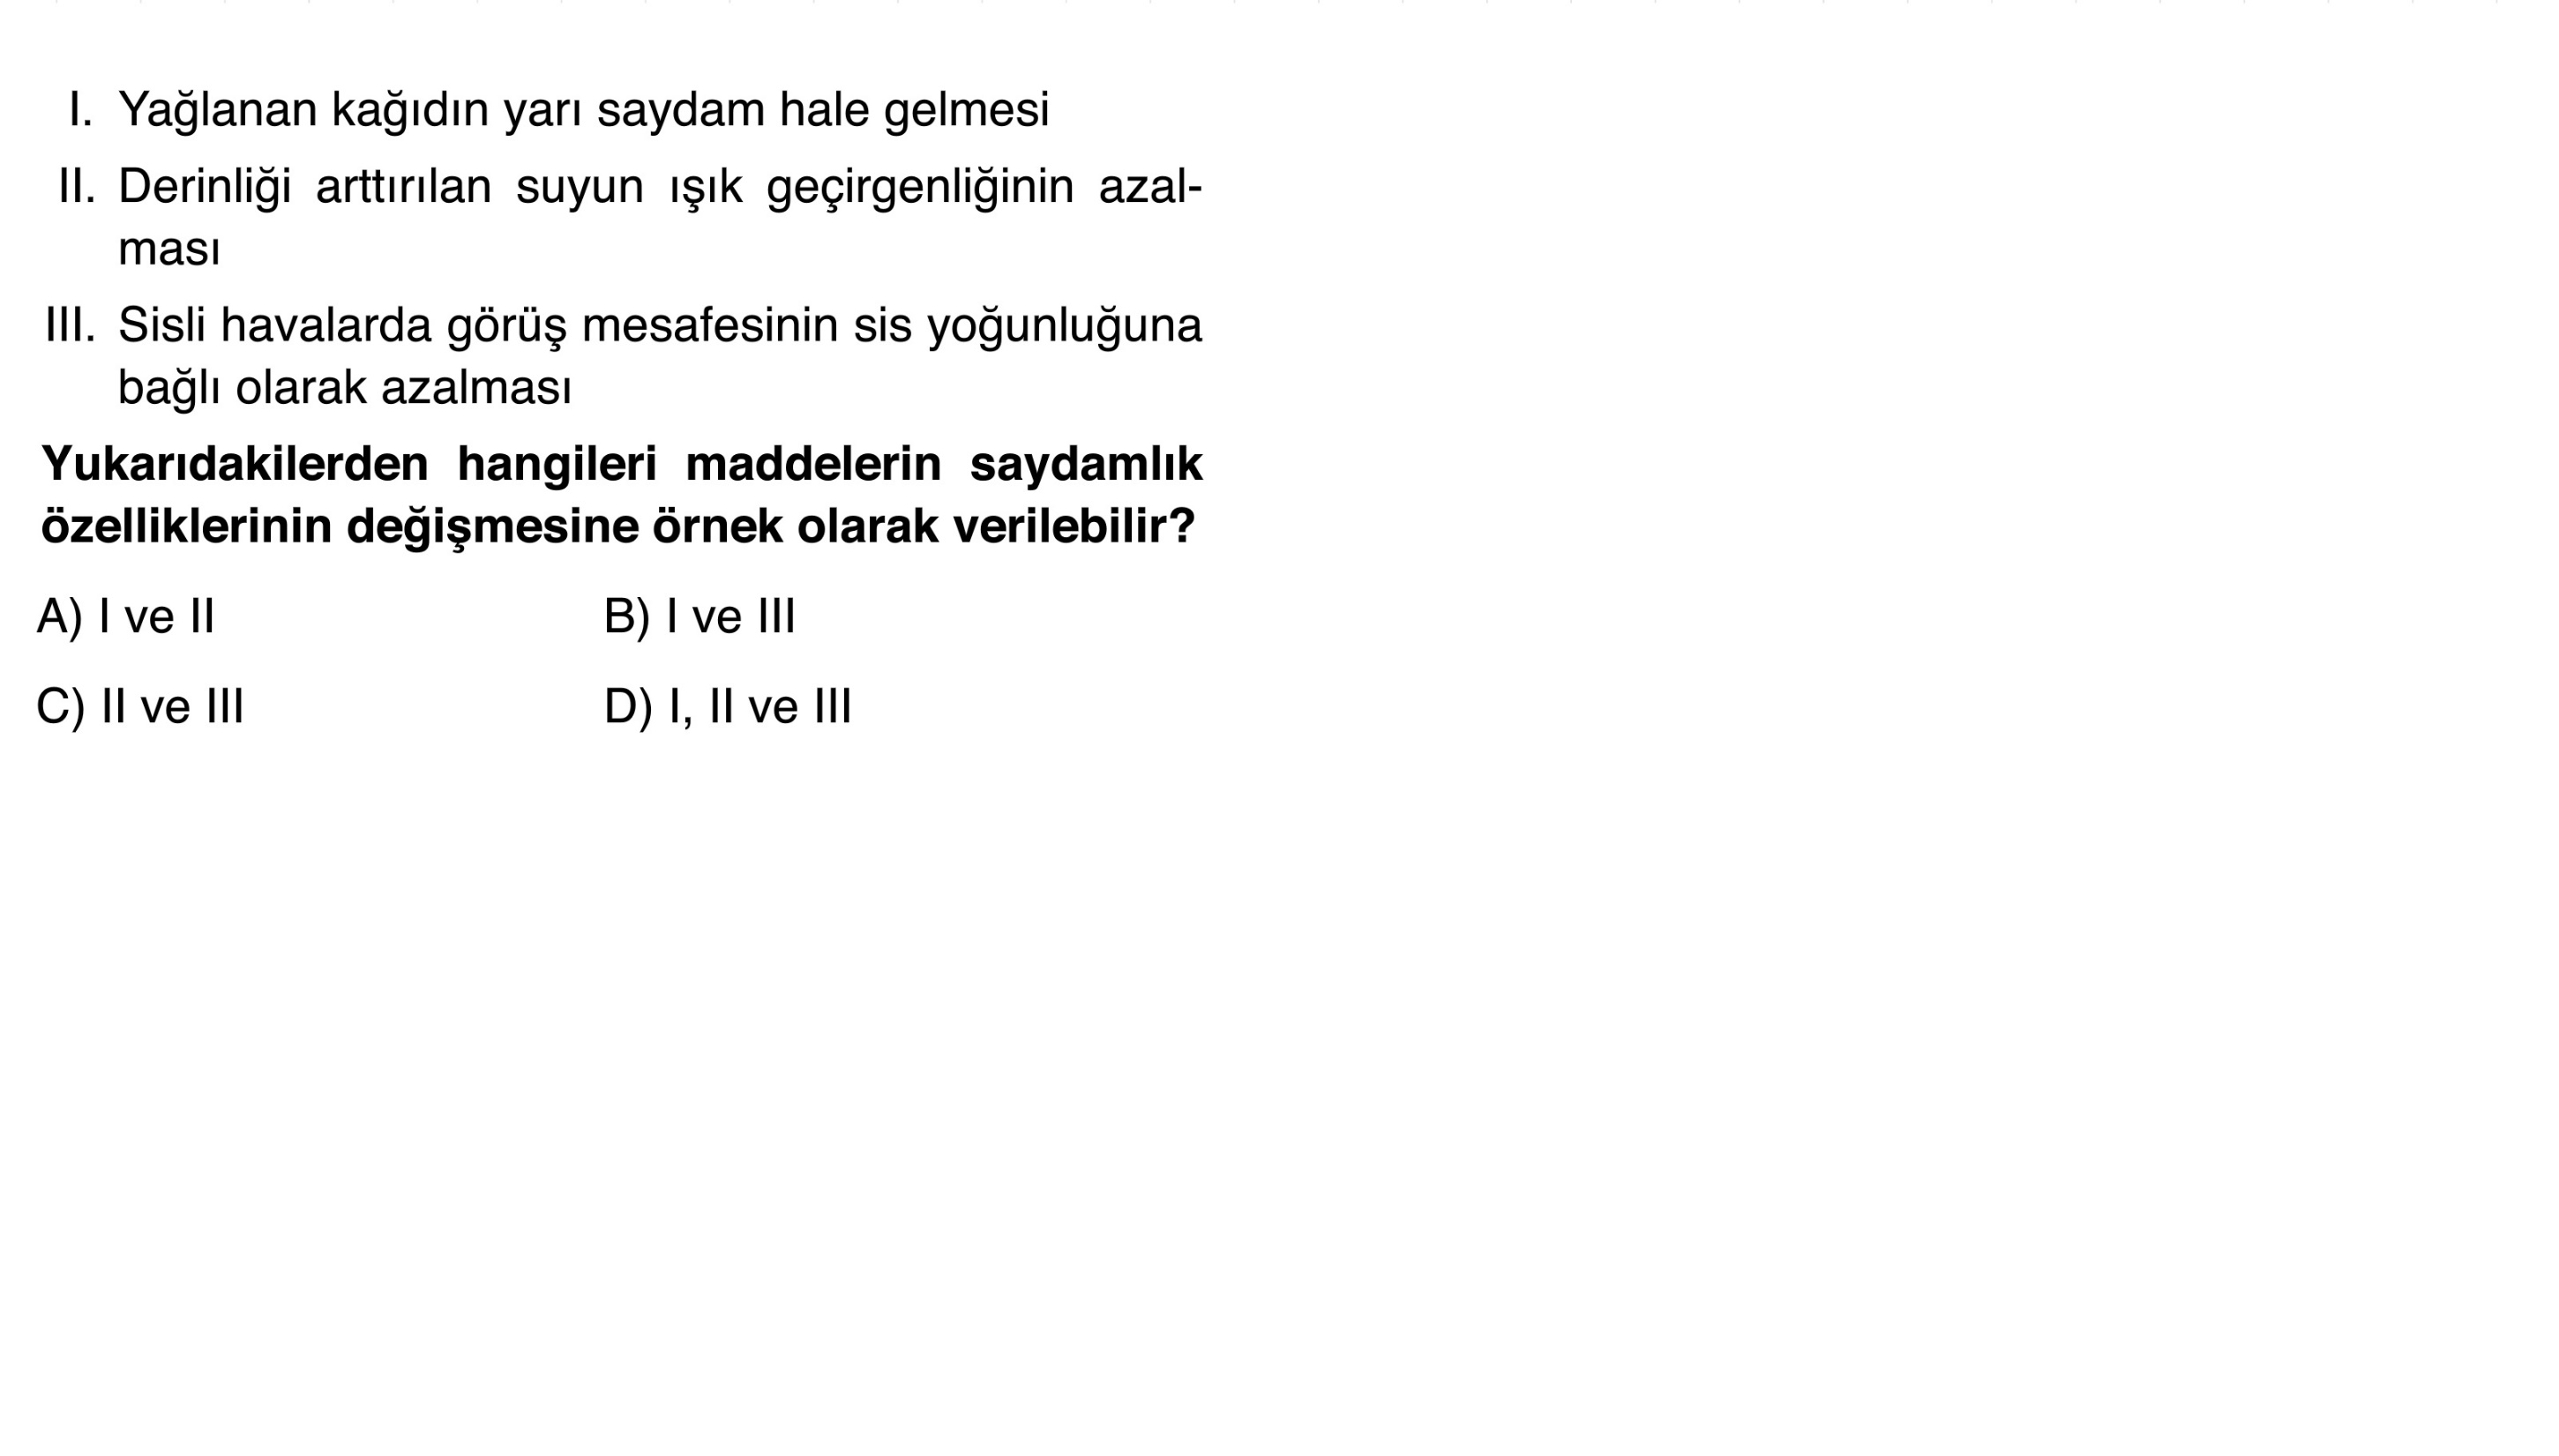 I. Yağlanan kağıdın yarı saydam hale gelmesi
II. Derinliği arttırılan suyun ışık geçirgenliğinin azal-
ması
III. Sisli havalarda görüş mesafesinin sis yoğunluğuna
bağlı olarak azalması
Yukarıdakilerden hangileri maddelerin saydamlık
özelliklerinin değişmesine örnek olarak verilebilir?
A) I ve II B) I ve III
C) II ve III D) I, II ve III